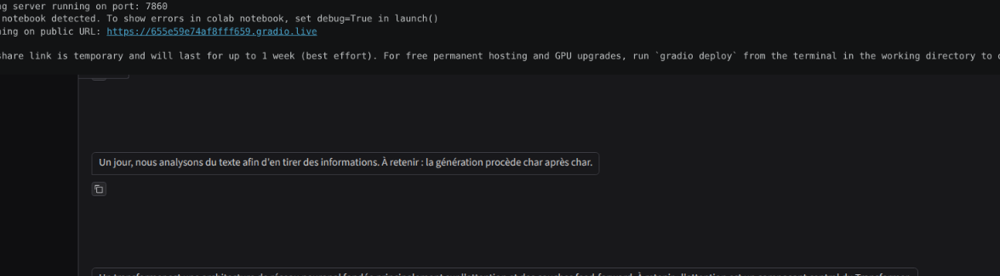 ng server running on port: 7860
notebook detected. To show errors in colab notebook, set debug=True in launch()
ning on public URL: https://655e59e74af8fff659.gradio.live
share link is temporary and will last for up to 1 week (best effort). For free permanent hosting and GPU upgrades, run `gradio deploy` from the terminal in the working directory to
Un jour, nous analysons du texte afin d'en tirer des informations. À retenir : la génération procède char après char.